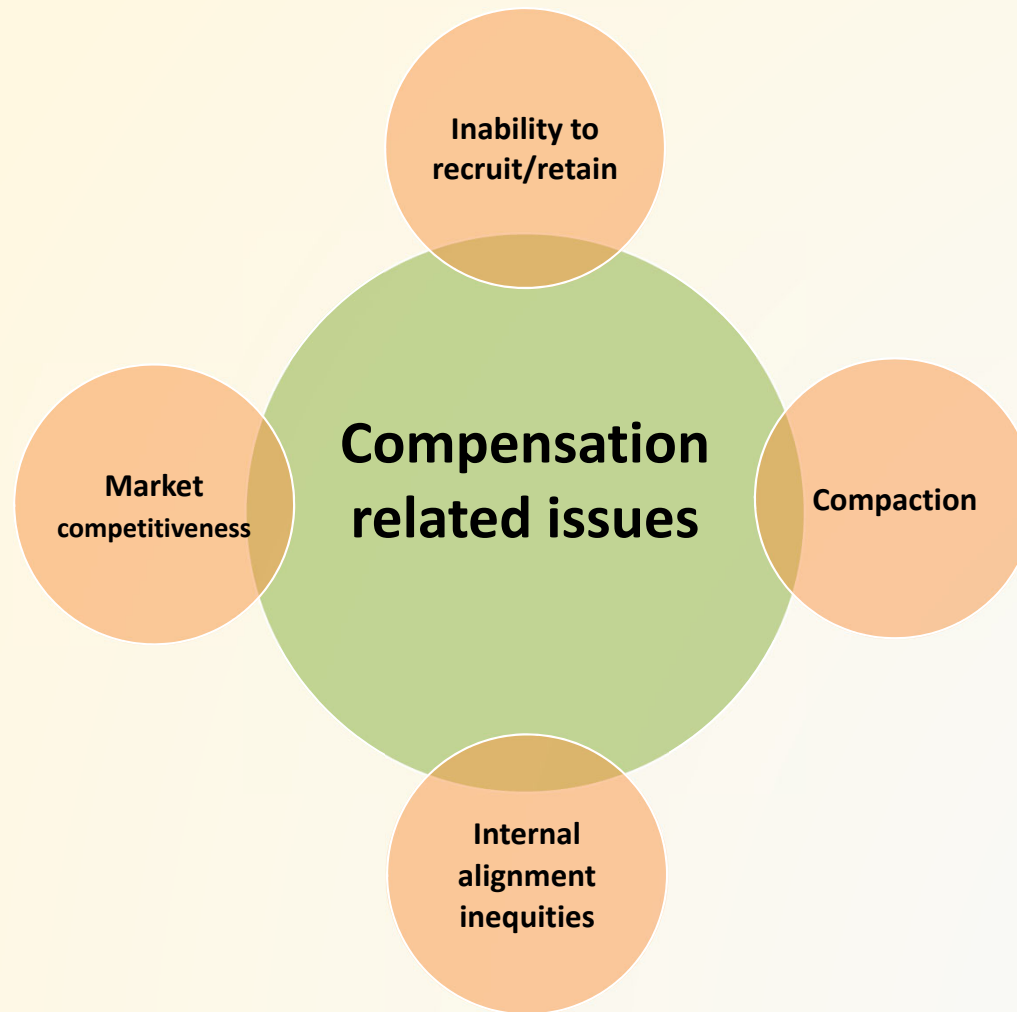 Inability to
recruit/retain
Compensation
related issues
Market
competitiveness
Compaction
Internal
alignment
inequities